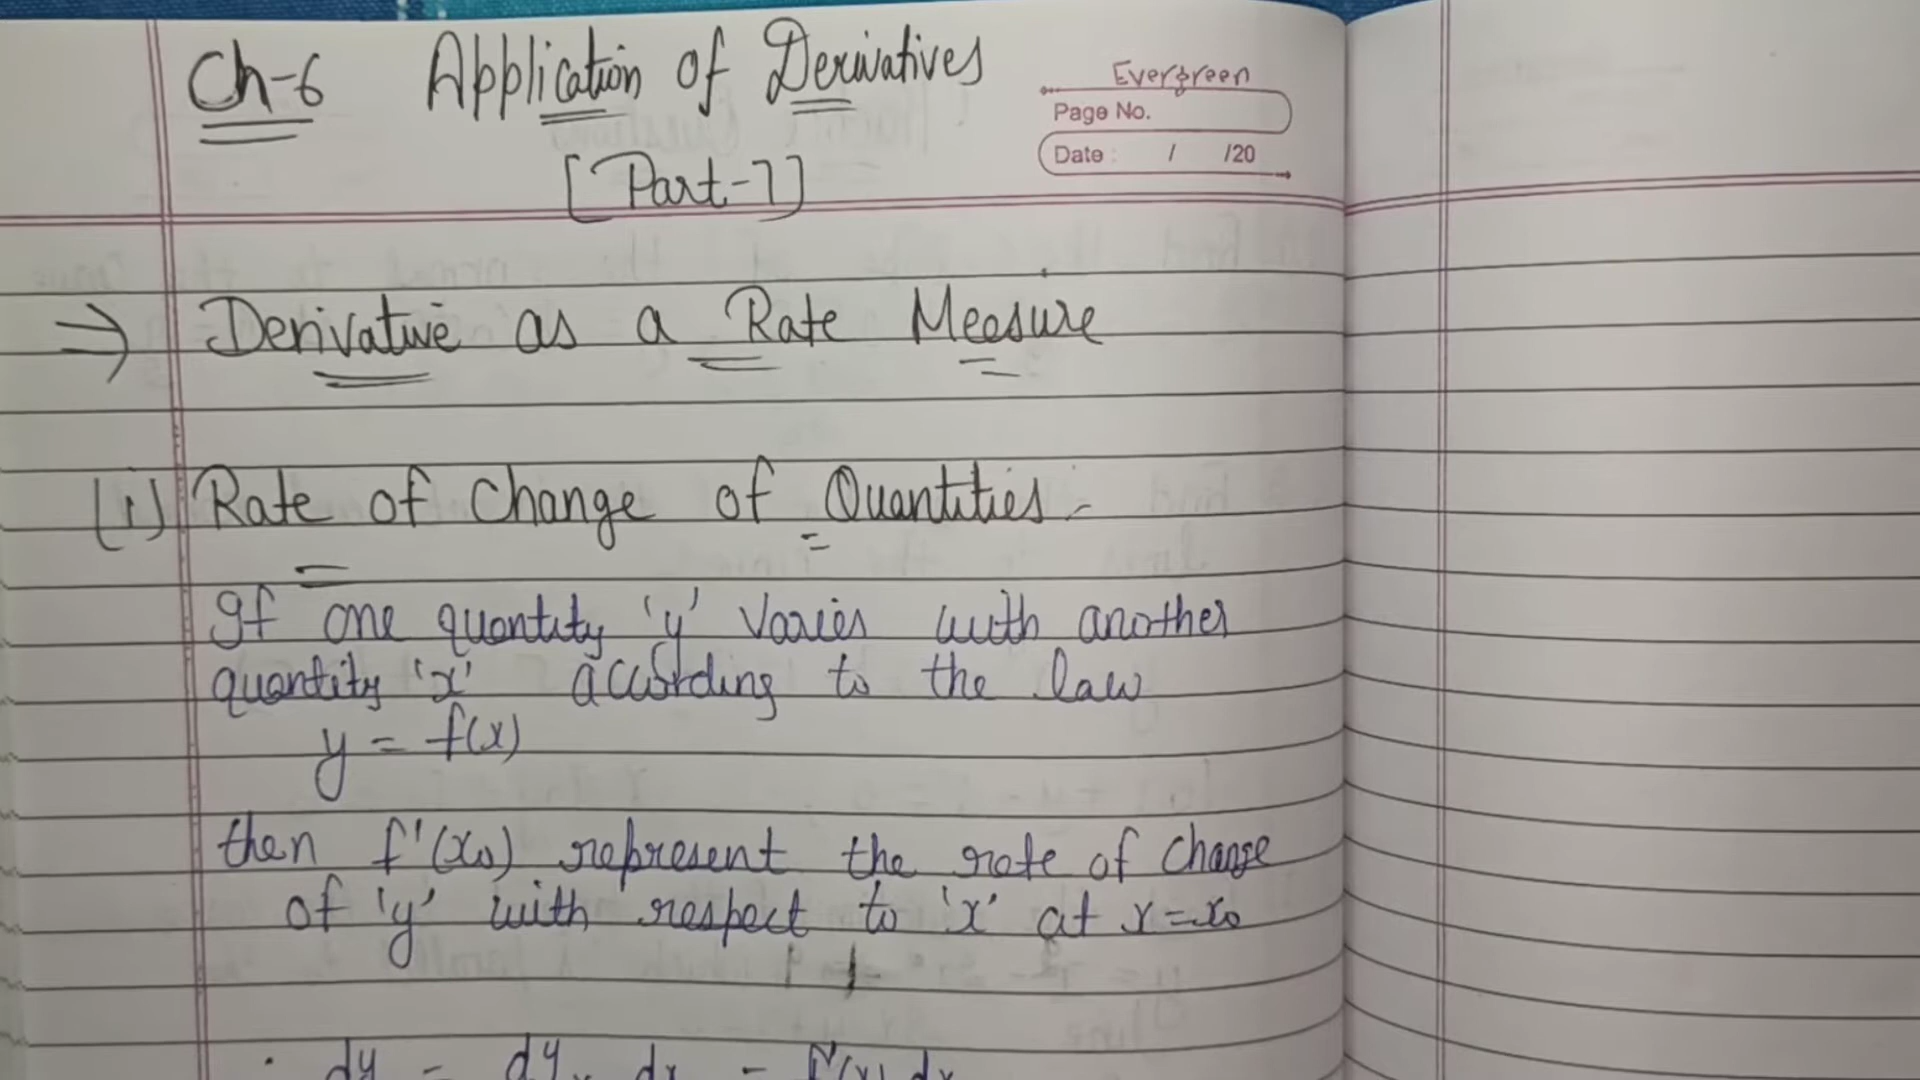 Ch-6 Application of Derivatives
Evergreen
Page No.
Date : / /20
[Part-7]
⇒ Derivative as a Rate Measure
(i) Rate of Change of Quantities -
If one quantity 'y' varies with another
quantity 'x' according to the law
y = f(x)
then f'(x₀) represent the rate of change
of 'y' with respect to 'x' at x=x₀